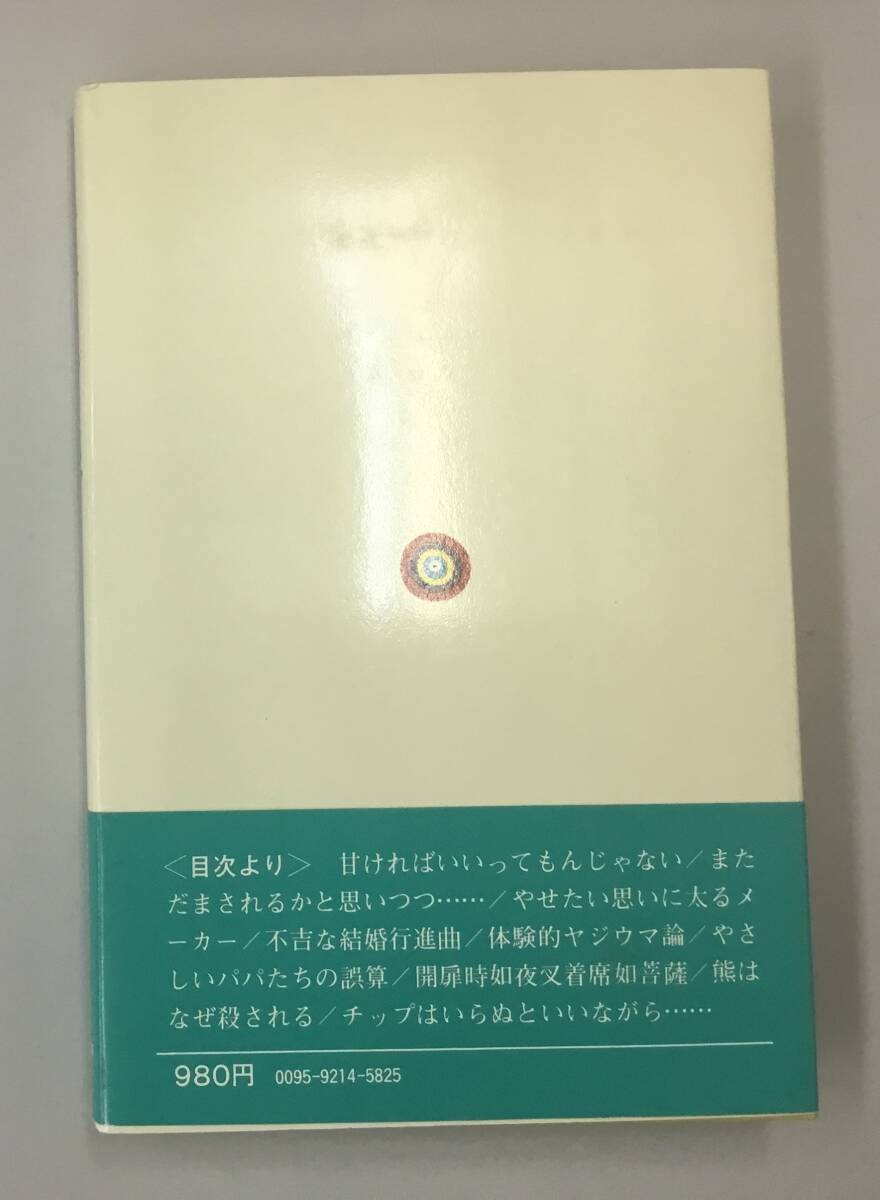 ＜目次より＞　甘ければいいってもんじゃない／また
だまされるかと思いつつ……／やせたい思いに太るメ
ーカー／不吉な結婚行進曲／体験的ヤジウマ論／やさ
しいパパたちの誤算／開扉時如夜叉着席如菩薩／熊は
なぜ殺される／チップはいらぬといいながら……
980円　0095-9214-5825